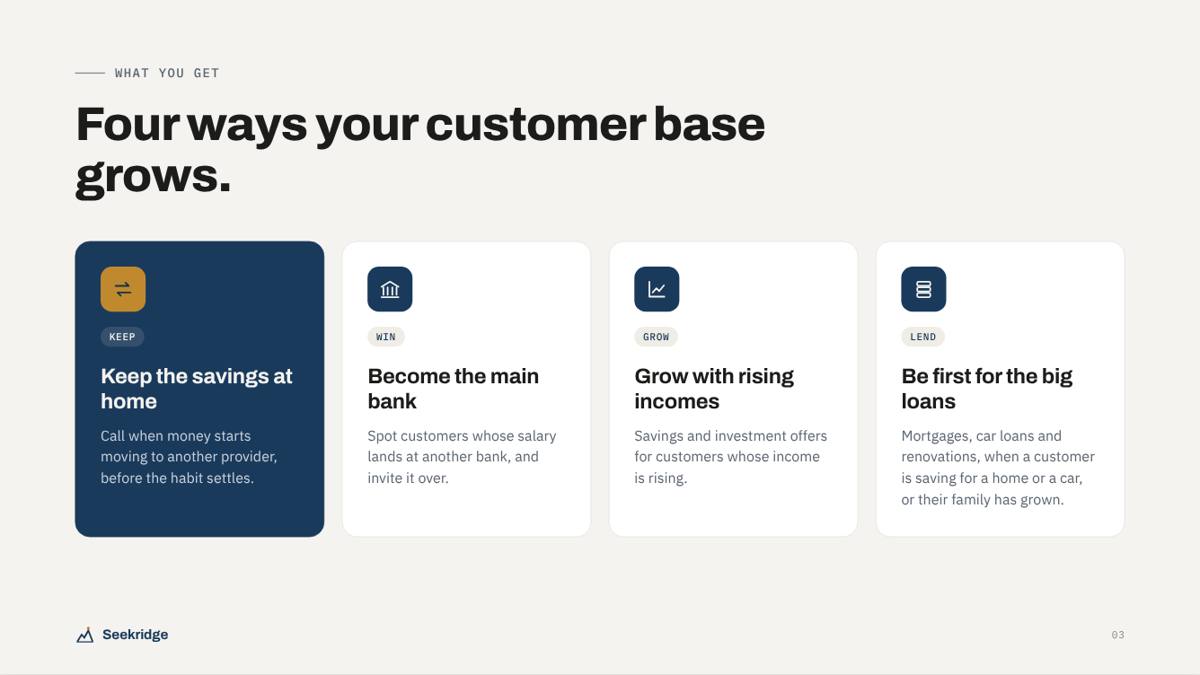 WHAT YOU GET
Four ways your customer base
grows.
KEEP
Keep the savings at
home
Call when money starts
moving to another provider,
before the habit settles.
WIN
Become the main
bank
Spot customers whose salary
lands at another bank, and
invite it over.
GROW
Grow with rising
incomes
Savings and investment offers
for customers whose income
is rising.
LEND
Be first for the big
loans
Mortgages, car loans and
renovations, when a customer
is saving for a home or a car,
or their family has grown.
Seekridge
03